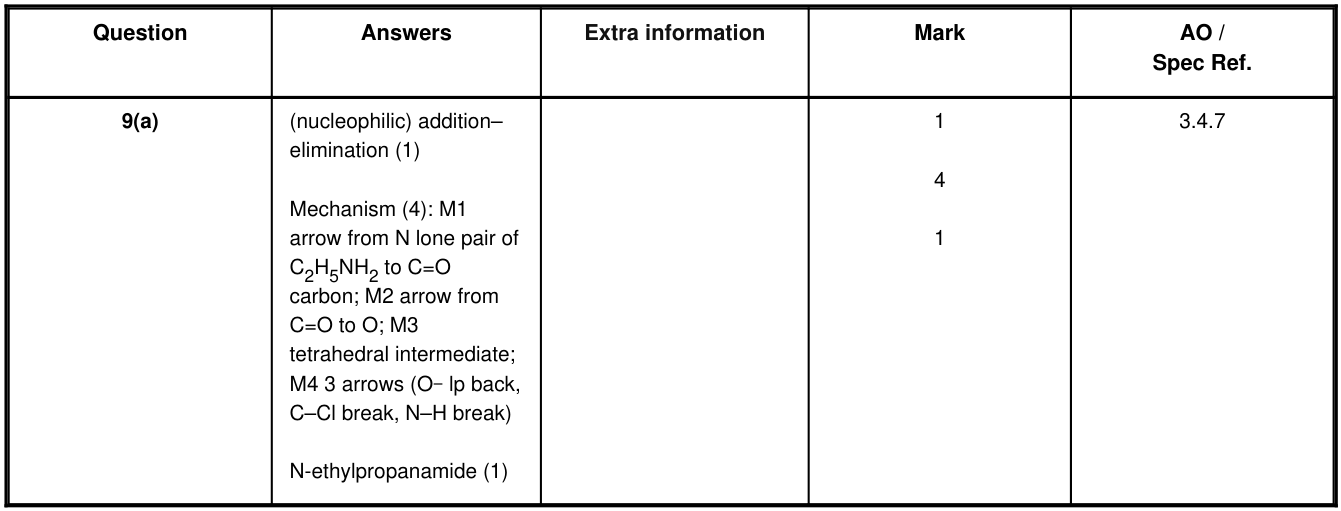 Question Answers Extra information Mark AO /
Spec Ref.
9(a) (nucleophilic) addition– 1 3.4.7
elimination (1)
4
Mechanism (4): M1
arrow from N lone pair of 1
C₂H₅NH₂ to C=O
carbon; M2 arrow from
C=O to O; M3
tetrahedral intermediate;
M4 3 arrows (O– lp back,
C–Cl break, N–H break)
N-ethylpropanamide (1)